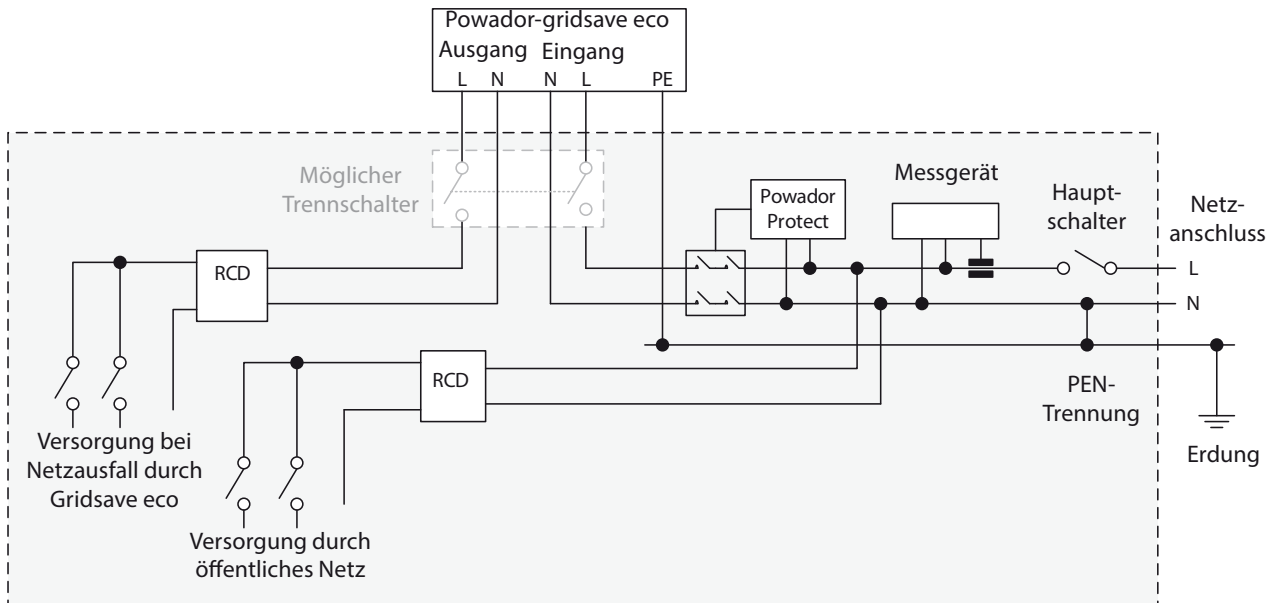 Powador-gridsave eco
Ausgang Eingang
L N N L PE
Möglicher
Trennschalter
Powador
Protect
Messgerät
Haupt-
schalter
Netz-
anschluss
L
N
RCD
RCD
PEN-
Trennung
Erdung
Versorgung bei
Netzausfall durch
Gridsave eco
Versorgung durch
öffentliches Netz